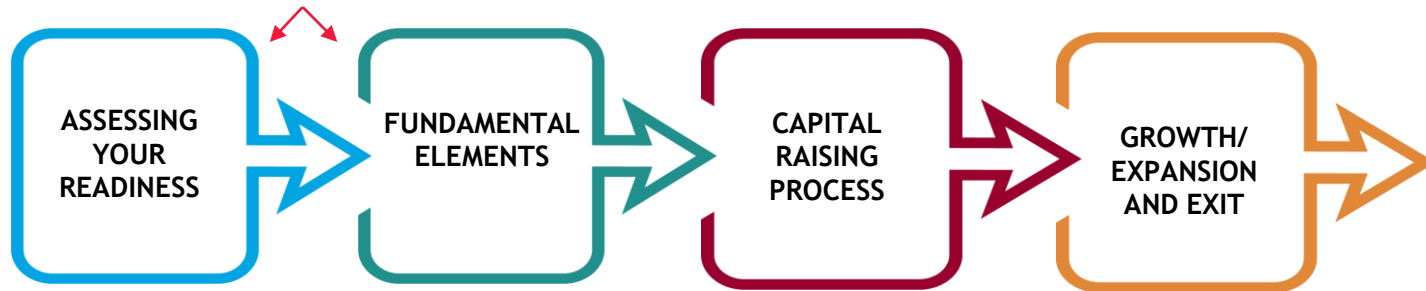 ASSESSING
YOUR
READINESS
FUNDAMENTAL
ELEMENTS
CAPITAL
RAISING
PROCESS
GROWTH/
EXPANSION
AND EXIT